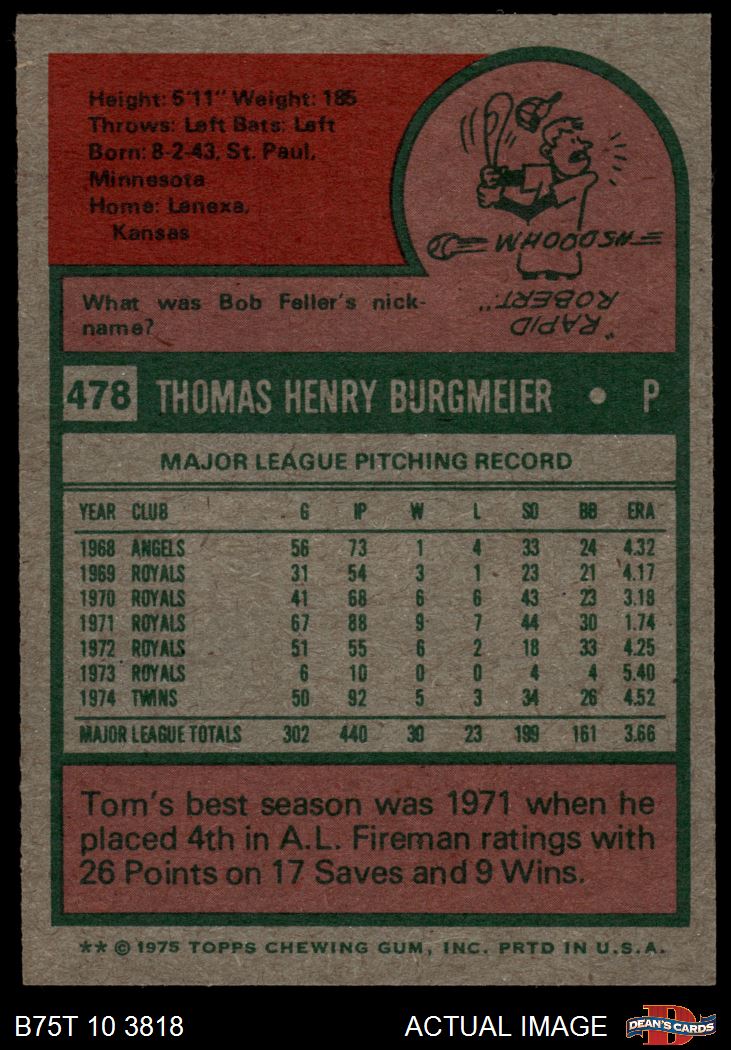 Height: 5'11" Weight: 185
Throws: Left Bats: Left
Born: 8-2-43, St. Paul,
Minnesota
Home: Lenexa,
Kansas
WHOOOSH
What was Bob Feller's nick-
name?
"RAPID
ROBERT."
478 THOMAS HENRY BURGMEIER • P
MAJOR LEAGUE PITCHING RECORD
YEAR CLUB G IP W L SO BB ERA
1968 ANGELS 56 73 1 4 33 24 4.32
1969 ROYALS 31 54 3 1 23 21 4.17
1970 ROYALS 41 68 6 6 43 23 3.18
1971 ROYALS 67 88 9 7 44 30 1.74
1972 ROYALS 51 55 6 2 18 33 4.25
1973 ROYALS 6 10 0 0 4 4 5.40
1974 TWINS 50 92 5 3 34 26 4.52
MAJOR LEAGUE TOTALS 302 440 30 23 199 161 3.66
Tom's best season was 1971 when he
placed 4th in A.L. Fireman ratings with
26 Points on 17 Saves and 9 Wins.
** © 1975 TOPPS CHEWING GUM, INC. PRTD IN U.S.A.
B75T 10 3818 ACTUAL IMAGE DEAN'S CARDS